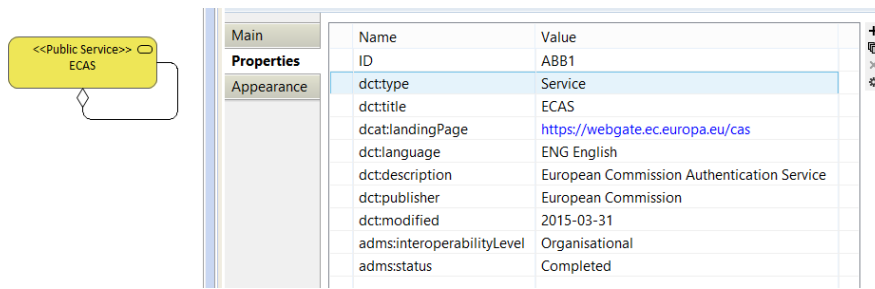 <<Public Service>>
ECAS
Main
Properties
Appearance
Name Value
ID ABB1
dct:type Service
dct:title ECAS
dcat:landingPage https://webgate.ec.europa.eu/cas
dct:language ENG English
dct:description European Commission Authentication Service
dct:publisher European Commission
dct:modified 2015-03-31
adms:interoperabilityLevel Organisational
adms:status Completed